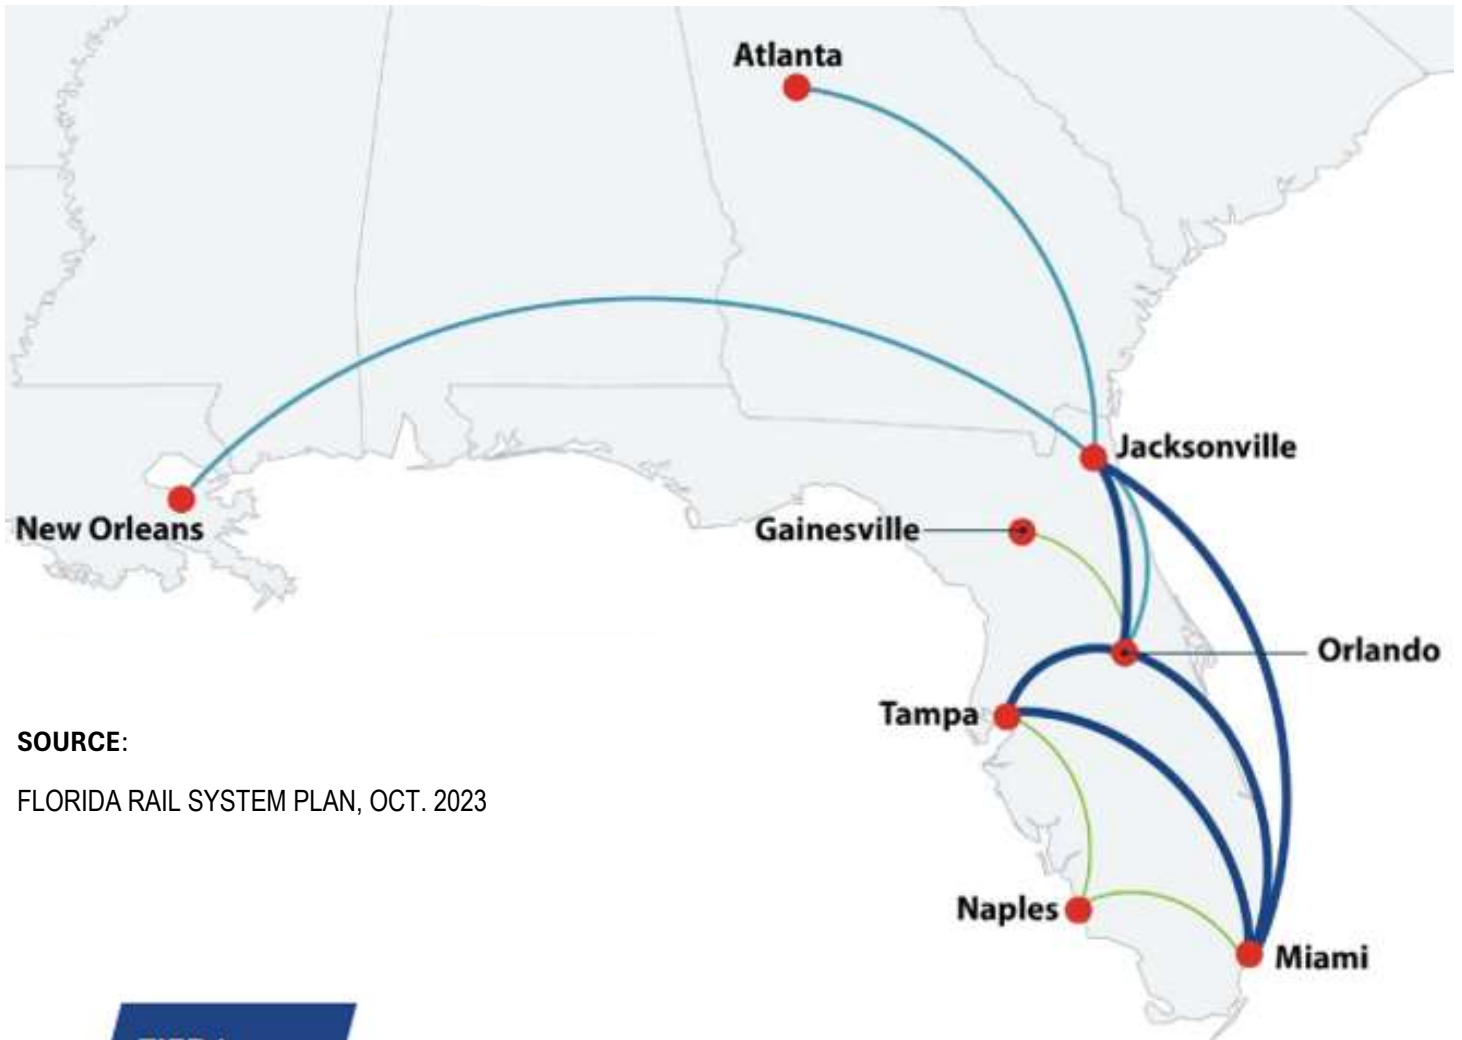 Atlanta
Jacksonville
New Orleans
Gainesville
Orlando
Tampa
SOURCE:
FLORIDA RAIL SYSTEM PLAN, OCT. 2023
Naples
Miami